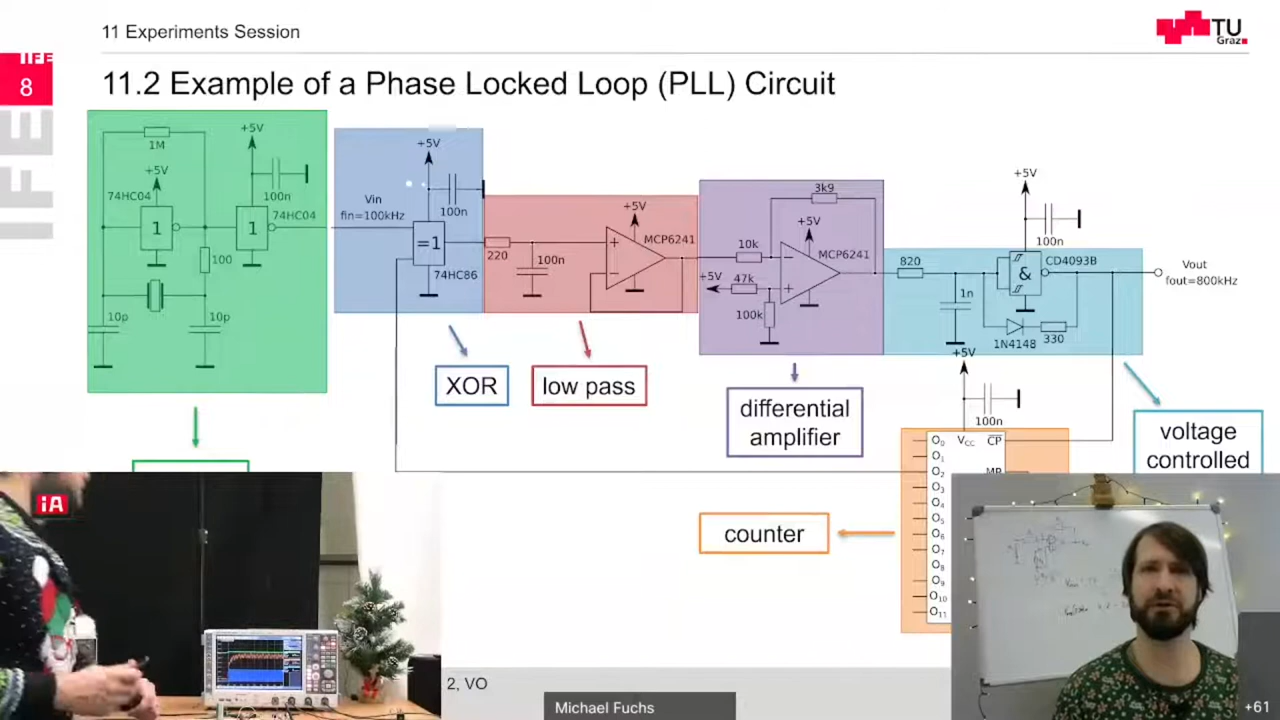 11 Experiments Session
TU
Graz
IFE
8
IFE
11.2 Example of a Phase Locked Loop (PLL) Circuit
1M
+5V
+5V
74HC04
100n
74HC04
1
1
100
10p
10p
+5V
Vin
fin=100kHz
100n
=1
74HC86
220
100n
+5V
MCP6241
+
−
3k9
10k
+5V
MCP6241
−
+
+5V
47k
100k
820
1n
+5V
100n
CD4093B
&
1N4148
330
Vout
fout=800kHz
XOR
low pass
differential
amplifier
voltage
controlled
+5V
100n
O0 VCC CP
O1
O2 MR
O3
O4
O5
O6
O7
O8
O9
O10
O11
counter
iA
2, VO
Michael Fuchs
+61